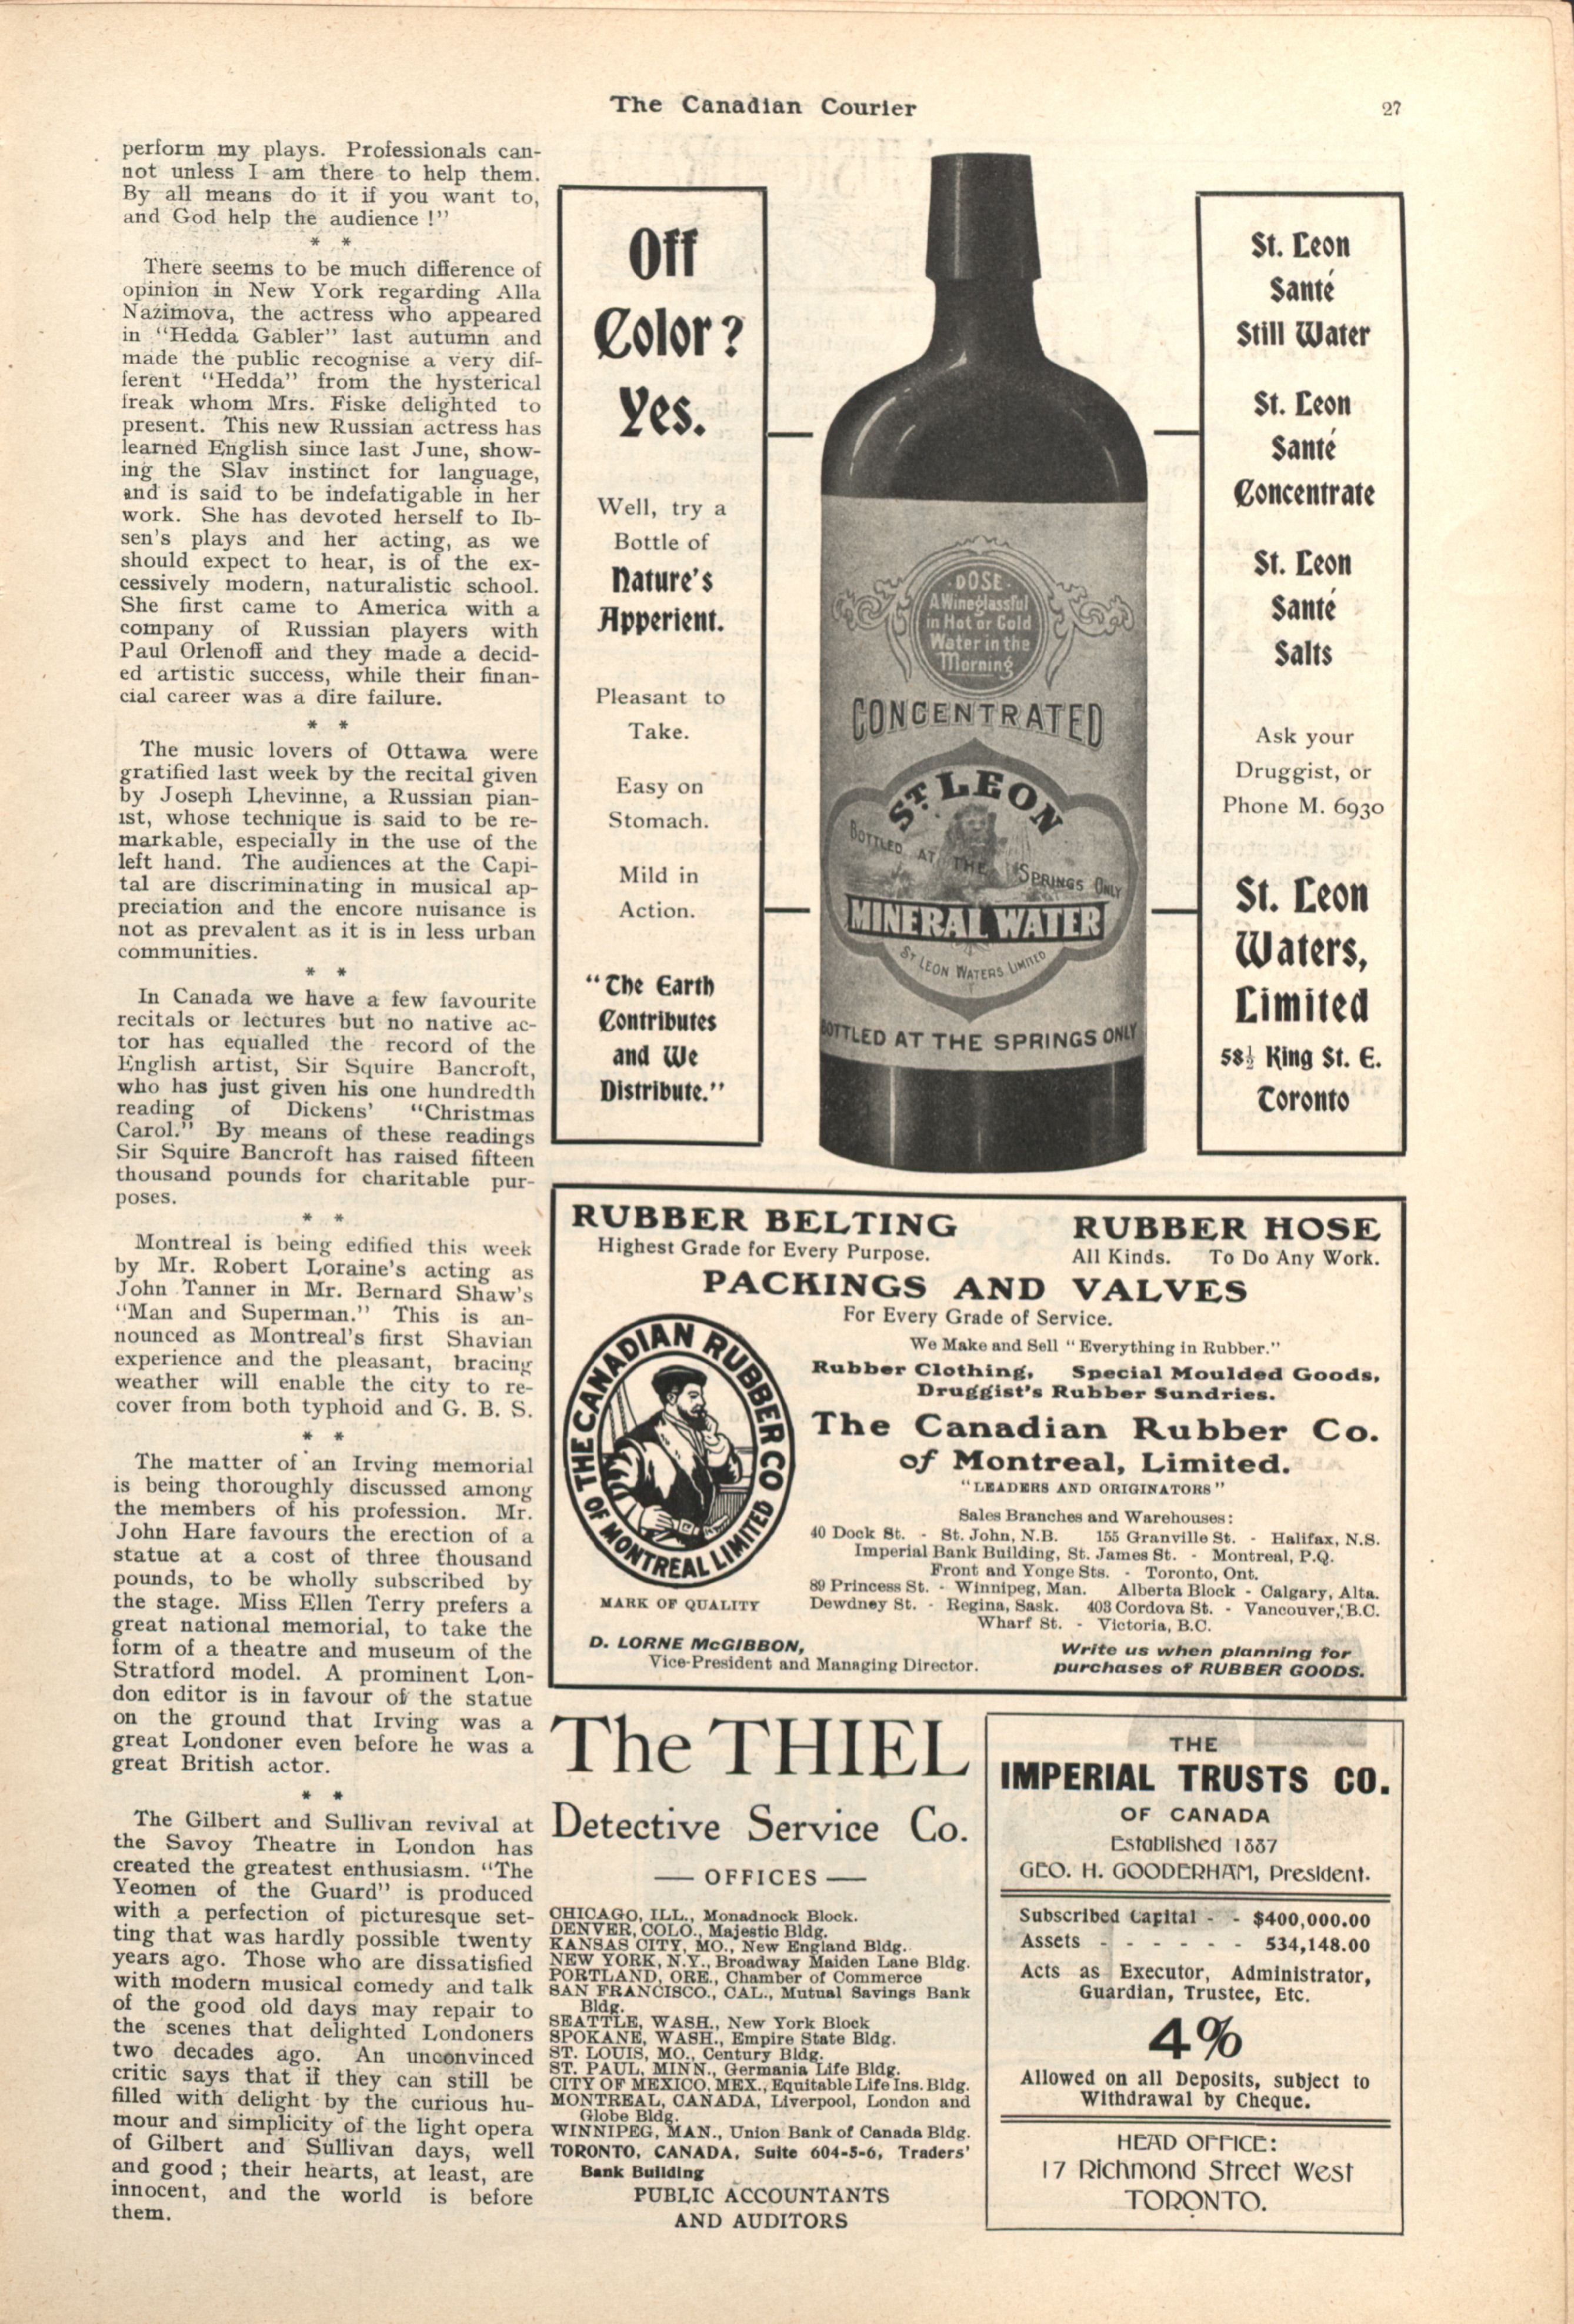 The Canadian Courier
27
perform my plays. Professionals can-
not unless I am there to help them.
By all means do it if you want to,
and God help the audience !"
* *
There seems to be much difference of
opinion in New York regarding Alla
Nazimova, the actress who appeared
in "Hedda Gabler" last autumn and
made the public recognise a very dif-
ferent "Hedda" from the hysterical
freak whom Mrs. Fiske delighted to
present. This new Russian actress has
learned English since last June, show-
ing the Slav instinct for language,
and is said to be indefatigable in her
work. She has devoted herself to Ib-
sen's plays and her acting, as we
should expect to hear, is of the ex-
cessively modern, naturalistic school.
She first came to America with a
company of Russian players with
Paul Orlenoff and they made a decid-
ed artistic success, while their finan-
cial career was a dire failure.
* *
The music lovers of Ottawa were
gratified last week by the recital given
by Joseph Lhevinne, a Russian pian-
ist, whose technique is said to be re-
markable, especially in the use of the
left hand. The audiences at the Capi-
tal are discriminating in musical ap-
preciation and the encore nuisance is
not as prevalent as it is in less urban
communities.
* *
In Canada we have a few favourite
recitals or lectures but no native ac-
tor has equalled the record of the
English artist, Sir Squire Bancroft,
who has just given his one hundredth
reading of Dickens' "Christmas
Carol." By means of these readings
Sir Squire Bancroft has raised fifteen
thousand pounds for charitable pur-
poses.
* *
Montreal is being edified this week
by Mr. Robert Loraine's acting as
John Tanner in Mr. Bernard Shaw's
"Man and Superman." This is an-
nounced as Montreal's first Shavian
experience and the pleasant, bracing
weather will enable the city to re-
cover from both typhoid and G. B. S.
* *
The matter of an Irving memorial
is being thoroughly discussed among
the members of his profession. Mr.
John Hare favours the erection of a
statue at a cost of three thousand
pounds, to be wholly subscribed by
the stage. Miss Ellen Terry prefers a
great national memorial, to take the
form of a theatre and museum of the
Stratford model. A prominent Lon-
don editor is in favour of the statue
on the ground that Irving was a
great Londoner even before he was a
great British actor.
* *
The Gilbert and Sullivan revival at
the Savoy Theatre in London has
created the greatest enthusiasm. "The
Yeomen of the Guard" is produced
with a perfection of picturesque set-
ting that was hardly possible twenty
years ago. Those who are dissatisfied
with modern musical comedy and talk
of the good old days may repair to
the scenes that delighted Londoners
two decades ago. An unconvinced
critic says that if they can still be
filled with delight by the curious hu-
mour and simplicity of the light opera
of Gilbert and Sullivan days, well
and good ; their hearts, at least, are
innocent, and the world is before
them.
Off
Color?
Yes.
Well, try a
Bottle of
Nature's
Apperient.
Pleasant to
Take.
Easy on
Stomach.
Mild in
Action.
"The Earth
Contributes
and We
Distribute."
DOSE
A Wineglassful
in Hot or Cold
Water in the
Morning
CONCENTRATED
ST. LEON
BOTTLED AT THE SPRINGS ONLY
MINERAL WATER
ST LEON WATERS LIMITED
BOTTLED AT THE SPRINGS ONLY
St. Leon
Santé
Still Water
St. Leon
Santé
Concentrate
St. Leon
Santé
Salts
Ask your
Druggist, or
Phone M. 6930
St. Leon
Waters,
Limited
58½ King St. E.
Toronto
RUBBER BELTING
Highest Grade for Every Purpose.
RUBBER HOSE
All Kinds. To Do Any Work.
PACKINGS AND VALVES
For Every Grade of Service.
We Make and Sell "Everything in Rubber."
Rubber Clothing, Special Moulded Goods,
Druggist's Rubber Sundries.
The Canadian Rubber Co.
of Montreal, Limited.
"LEADERS AND ORIGINATORS"
Sales Branches and Warehouses:
40 Dock St. - St. John, N.B. 155 Granville St. - Halifax, N.S.
Imperial Bank Building, St. James St. - Montreal, P.Q.
Front and Yonge Sts. - Toronto, Ont.
89 Princess St. - Winnipeg, Man. Alberta Block - Calgary, Alta.
Dewdney St. - Regina, Sask. 403 Cordova St. - Vancouver, B.C.
Wharf St. - Victoria, B.C.
THE CANADIAN RUBBER CO
OF MONTREAL LIMITED
MARK OF QUALITY
D. LORNE McGIBBON,
Vice-President and Managing Director.
Write us when planning for
purchases of RUBBER GOODS.
The THIEL
Detective Service Co.
— OFFICES —
CHICAGO, ILL., Monadnock Block.
DENVER, COLO., Majestic Bldg.
KANSAS CITY, MO., New England Bldg.
NEW YORK, N.Y., Broadway Maiden Lane Bldg.
PORTLAND, ORE., Chamber of Commerce
SAN FRANCISCO., CAL., Mutual Savings Bank
Bldg.
SEATTLE, WASH., New York Block
SPOKANE, WASH., Empire State Bldg.
ST. LOUIS, MO., Century Bldg.
ST. PAUL, MINN., Germania Life Bldg.
CITY OF MEXICO, MEX., Equitable Life Ins. Bldg.
MONTREAL, CANADA, Liverpool, London and
Globe Bldg.
WINNIPEG, MAN., Union Bank of Canada Bldg.
TORONTO, CANADA, Suite 604-5-6, Traders'
Bank Building
PUBLIC ACCOUNTANTS
AND AUDITORS
THE
IMPERIAL TRUSTS CO.
OF CANADA
Established 1887
GEO. H. GOODERHAM, President.
Subscribed Capital - - $400,000.00
Assets - - - - - - 534,148.00
Acts as Executor, Administrator,
Guardian, Trustee, Etc.
4%
Allowed on all Deposits, subject to
Withdrawal by Cheque.
HEAD OFFICE:
17 Richmond Street West
TORONTO.